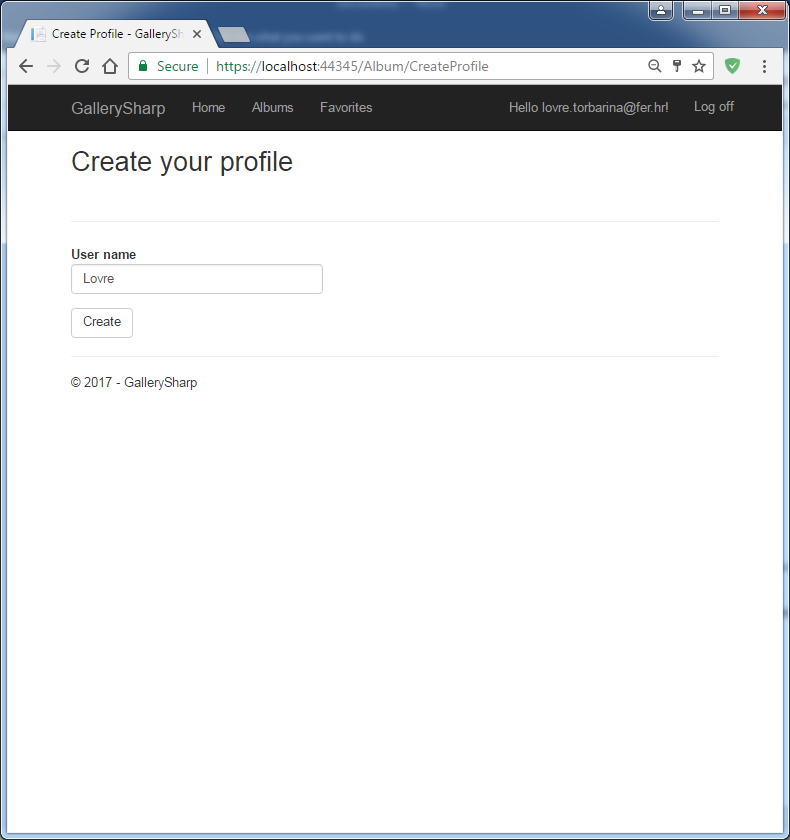 Create Profile - GallerySh
Secure https://localhost:44345/Album/CreateProfile
GallerySharp Home Albums Favorites Hello lovre.torbarina@fer.hr! Log off
Create your profile
User name
Lovre
Create
© 2017 - GallerySharp